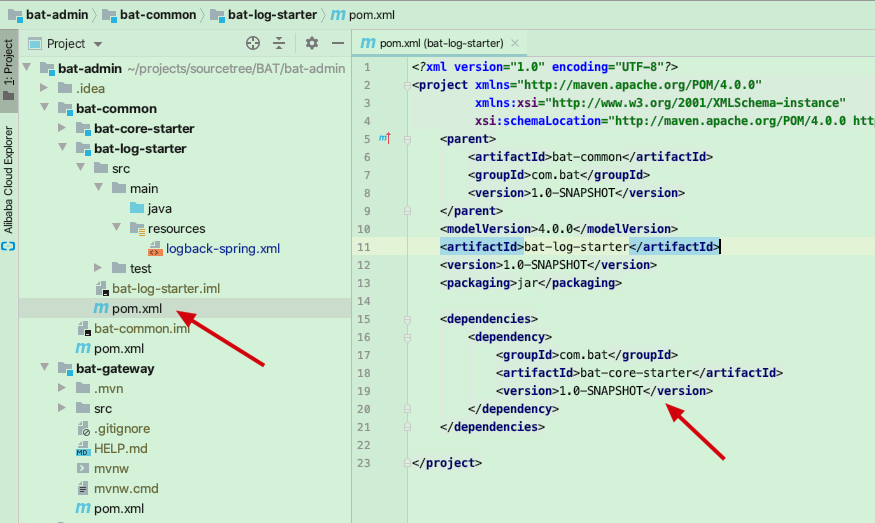 bat-admin bat-common bat-log-starter pom.xml
1: Project
Alibaba Cloud Explorer
Project
bat-admin ~/projects/sourcetree/BAT/bat-admin
.idea
bat-common
bat-core-starter
bat-log-starter
src
main
java
resources
logback-spring.xml
test
bat-log-starter.iml
pom.xml
bat-common.iml
pom.xml
bat-gateway
.mvn
src
.gitignore
HELP.md
mvnw
mvnw.cmd
pom.xml
pom.xml (bat-log-starter)
1 <?xml version="1.0" encoding="UTF-8"?>
2 <project xmlns="http://maven.apache.org/POM/4.0.0"
3 xmlns:xsi="http://www.w3.org/2001/XMLSchema-instance"
4 xsi:schemaLocation="http://maven.apache.org/POM/4.0.0 htt
5 <parent>
6 <artifactId>bat-common</artifactId>
7 <groupId>com.bat</groupId>
8 <version>1.0-SNAPSHOT</version>
9 </parent>
10 <modelVersion>4.0.0</modelVersion>
11 <artifactId>bat-log-starter</artifactId>
12 <version>1.0-SNAPSHOT</version>
13 <packaging>jar</packaging>
14
15 <dependencies>
16 <dependency>
17 <groupId>com.bat</groupId>
18 <artifactId>bat-core-starter</artifactId>
19 <version>1.0-SNAPSHOT</version>
20 </dependency>
21 </dependencies>
22
23 </project>